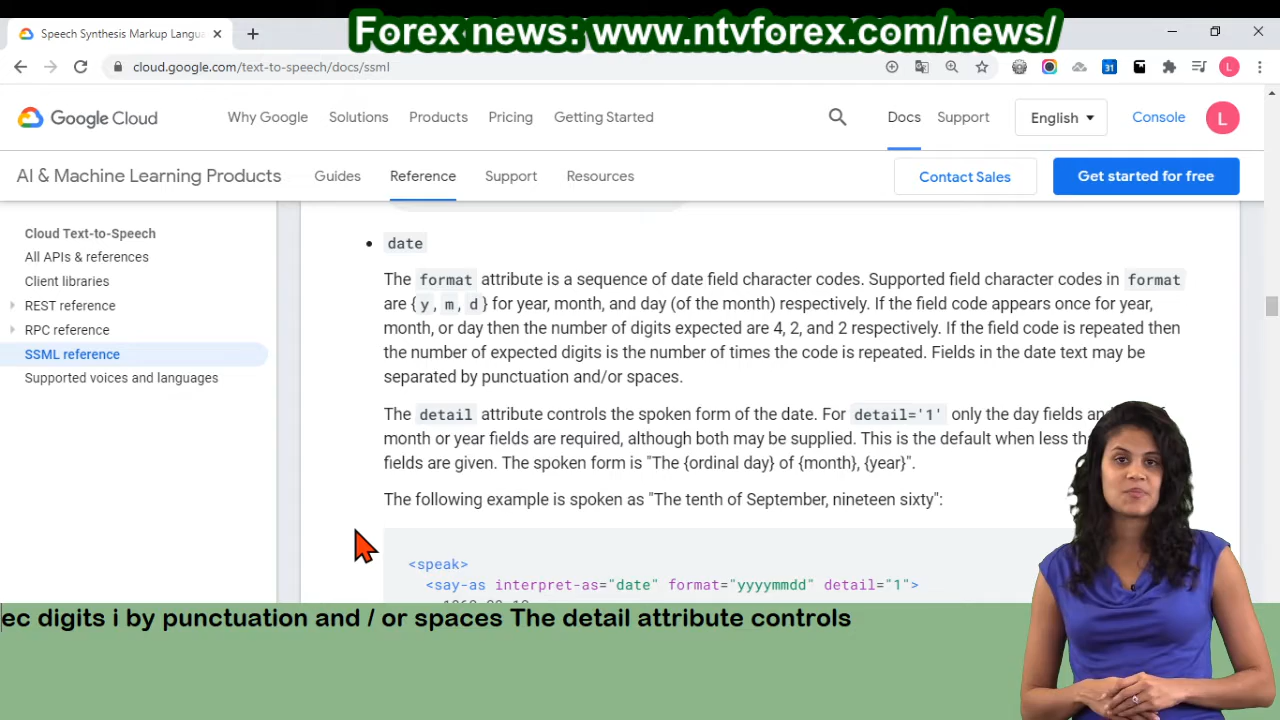 Forex news: www.ntvforex.com/news/
Speech Synthesis Markup Langua
cloud.google.com/text-to-speech/docs/ssml
31
L
Google Cloud
Why Google
Solutions
Products
Pricing
Getting Started
Docs
Support
English
Console
L
AI & Machine Learning Products
Guides
Reference
Support
Resources
Contact Sales
Get started for free
Cloud Text-to-Speech
All APIs & references
Client libraries
REST reference
RPC reference
SSML reference
Supported voices and languages
• date
The format attribute is a sequence of date field character codes. Supported field character codes in format
are {y, m, d} for year, month, and day (of the month) respectively. If the field code appears once for year,
month, or day then the number of digits expected are 4, 2, and 2 respectively. If the field code is repeated then
the number of expected digits is the number of times the code is repeated. Fields in the date text may be
separated by punctuation and/or spaces.
The detail attribute controls the spoken form of the date. For detail='1' only the day fields and
month or year fields are required, although both may be supplied. This is the default when less
fields are given. The spoken form is "The {ordinal day} of {month}, {year}".
The following example is spoken as "The tenth of September, nineteen sixty":
<speak>
<say-as interpret-as="date" format="yyyymmdd" detail="1">
ec digits i by punctuation and / or spaces The detail attribute controls